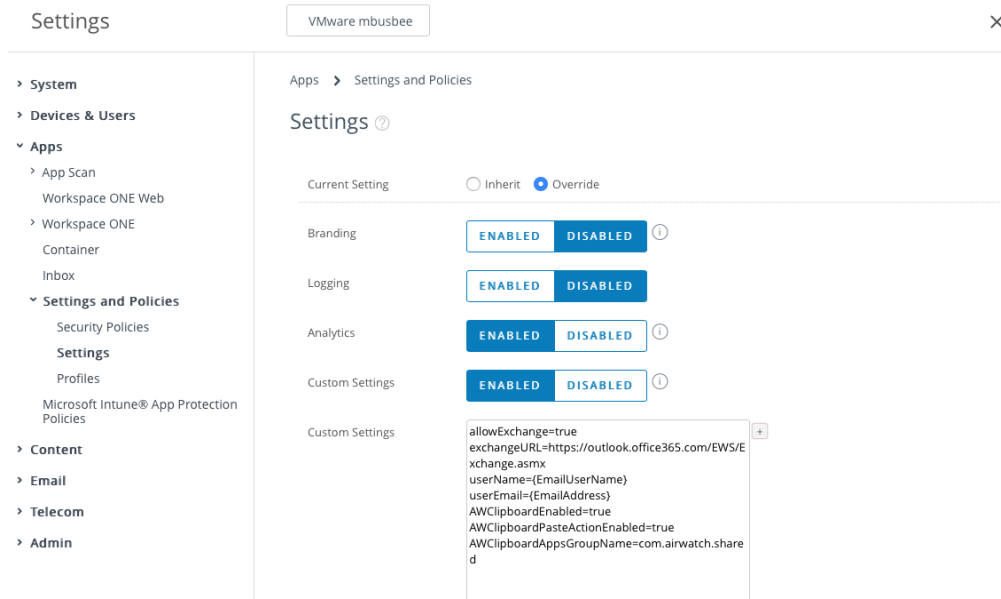 Settings
VMware mbusbee
System
Devices & Users
Apps
App Scan
Workspace ONE Web
Workspace ONE
Container
Inbox
Settings and Policies
Security Policies
Settings
Profiles
Microsoft Intune® App Protection
Policies
Content
Email
Telecom
Admin
Apps > Settings and Policies
Settings ?
Current Setting Inherit Override
Branding ENABLED DISABLED i
Logging ENABLED DISABLED
Analytics ENABLED DISABLED i
Custom Settings ENABLED DISABLED i
Custom Settings
allowExchange=true
exchangeURL=https://outlook.office365.com/EWS/E
xchange.asmx
userName={EmailUserName}
userEmail={EmailAddress}
AWClipboardEnabled=true
AWClipboardPasteActionEnabled=true
AWClipboardAppsGroupName=com.airwatch.share
d
+